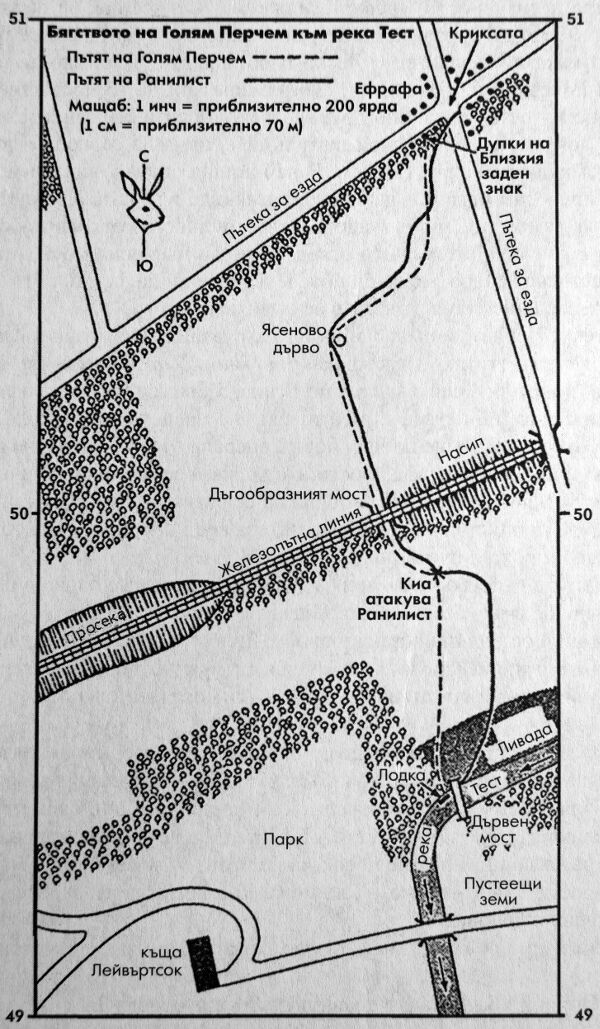 51
51
Бягството на Голям Перчем към река Тест
Пътят на Голям Перчем
Пътят на Ранилист
Мащаб: 1 инч = приблизително 200 ярда
(1 см = приблизително 70 м)
Криксата
Ефрафа
Дупки на
Близкия
заден
знак
С
Ю
Пътека за езда
Пътека за езда
Ясеново
дърво
Насип
Дъгообразният мост
50
50
Железопътна линия
Киа
атакува
Ранилист
Просека
Ливада
Лодка
Тест
Дървен
мост
река
Парк
Пустеещи
земи
къща
Лейвъртсок
49
49